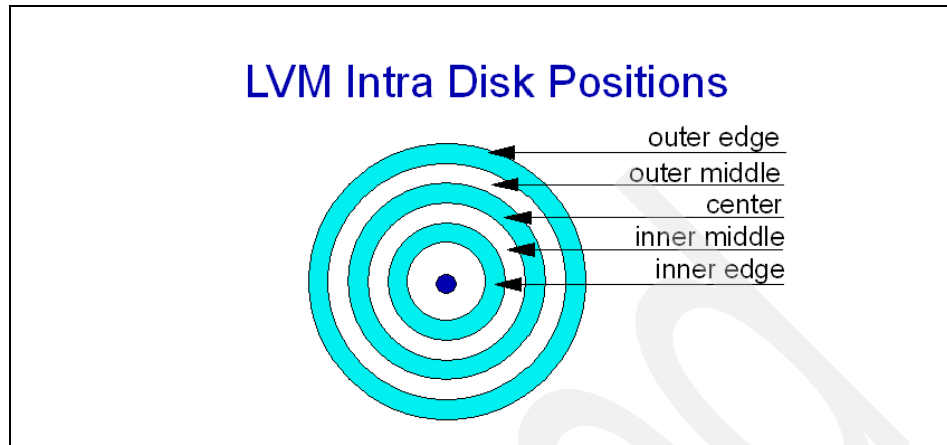 LVM Intra Disk Positions
outer edge
outer middle
center
inner middle
inner edge